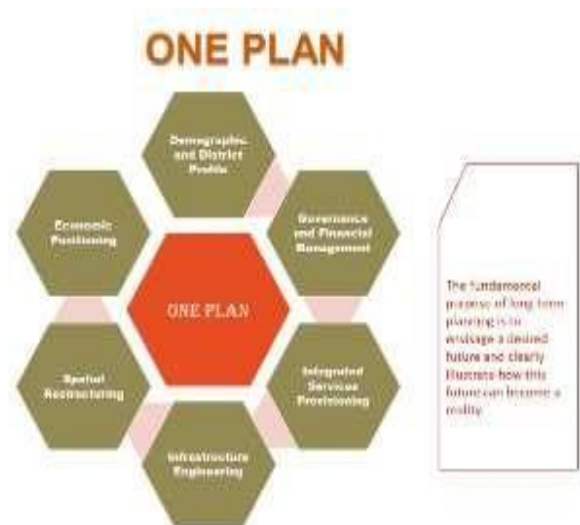 ONE PLAN
Demographic
and District
Profile
Governance
and Financial
Management
Integrated
Services
Provisioning
Infrastructure
Engineering
Spatial
Restructuring
Economic
Positioning
ONE PLAN
The fundamental
purpose of long term
planning is to
envisage a desired
future and clearly
illustrate how this
future can become a
reality.